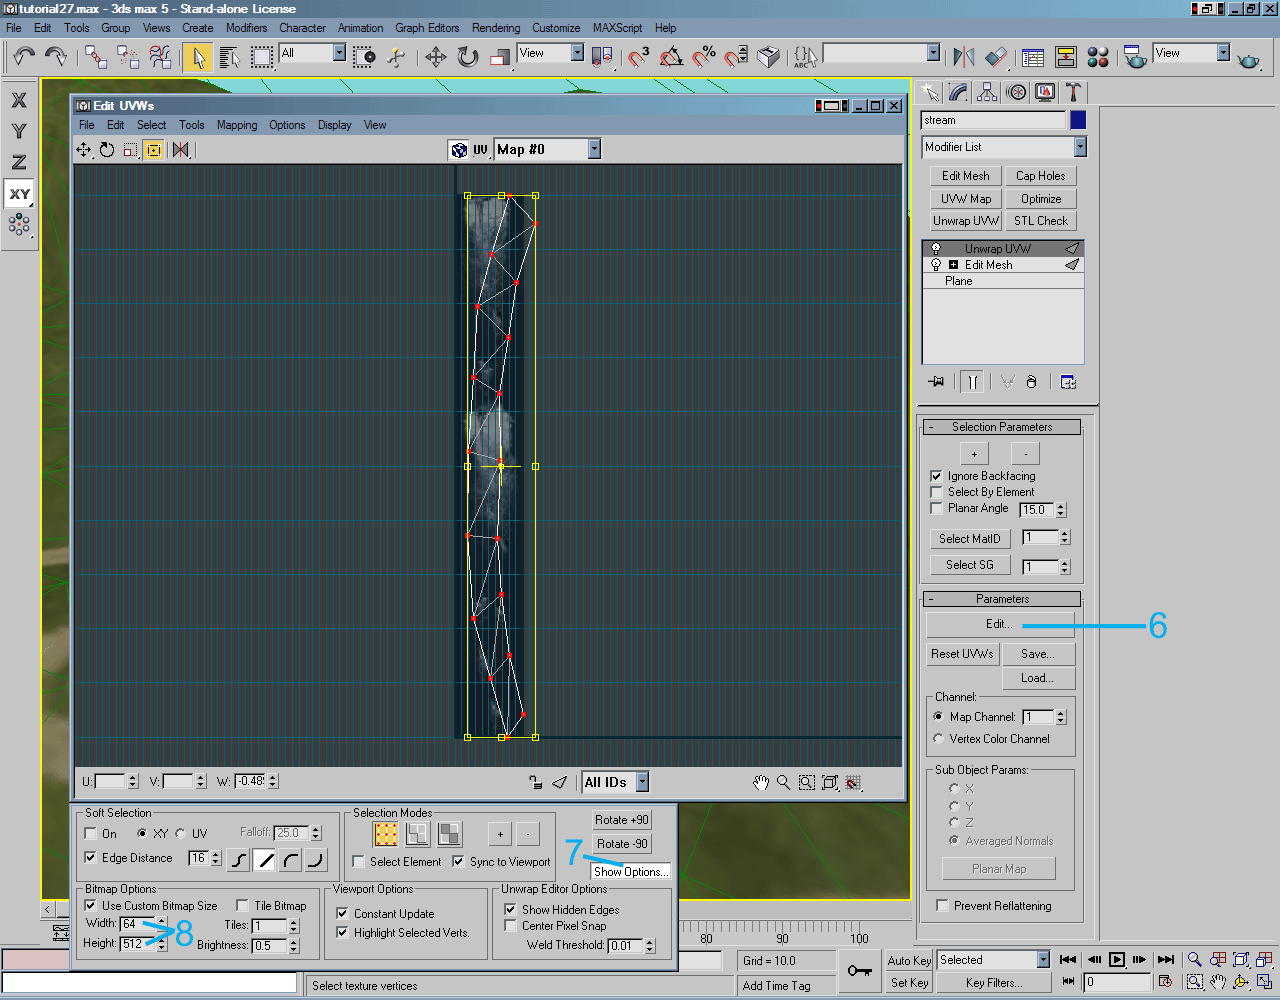 tutorial27.max - 3ds max 5 - Stand-alone License
File Edit Tools Group Views Create Modifiers Character Animation Graph Editors Rendering Customize MAXScript Help
All View 3 % {} ABC View
X
Y
Z
XY
Edit UVWs
File Edit Select Tools Mapping Options Display View
UV Map #0
U: V: W: -0.48
All IDs
Soft Selection
On XY UV Falloff: 25.0
Edge Distance 16
Bitmap Options
Use Custom Bitmap Size Tile Bitmap
Width: 64 Tiles: 1
Height: 512 Brightness: 0.5
8
Selection Modes
+ -
Select Element Sync to Viewport
Viewport Options
Constant Update
Highlight Selected Verts.
Rotate +90
Rotate -90
7
Show Options...
Unwrap Editor Options
Show Hidden Edges
Center Pixel Snap
Weld Threshold: 0.01
stream
Modifier List
Edit Mesh Cap Holes
UVW Map Optimize
Unwrap UVW STL Check
Unwrap UVW
Edit Mesh
Plane
- Selection Parameters
+ -
Ignore Backfacing
Select By Element
Planar Angle 15.0
Select MatID 1
Select SG 1
- Parameters
Edit... 6
Reset UVWs Save...
Load...
Channel:
Map Channel: 1
Vertex Color Channel
Sub Object Params:
X
Y
Z
Averaged Normals
Planar Map
Prevent Reflattening
80 90 100
Grid = 10.0
Auto Key Selected
Select texture vertices
Add Time Tag
Set Key Key Filters... 0